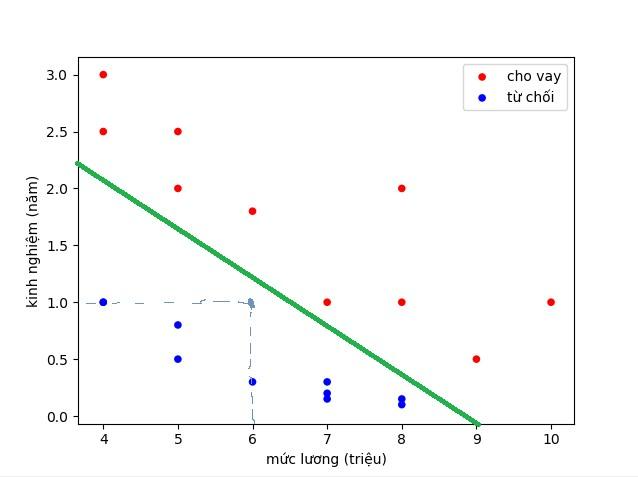 cho vay
từ chối
3.0
2.5
2.0
1.5
1.0
0.5
0.0
kinh nghiệm (năm)
4 5 6 7 8 9 10
mức lương (triệu)